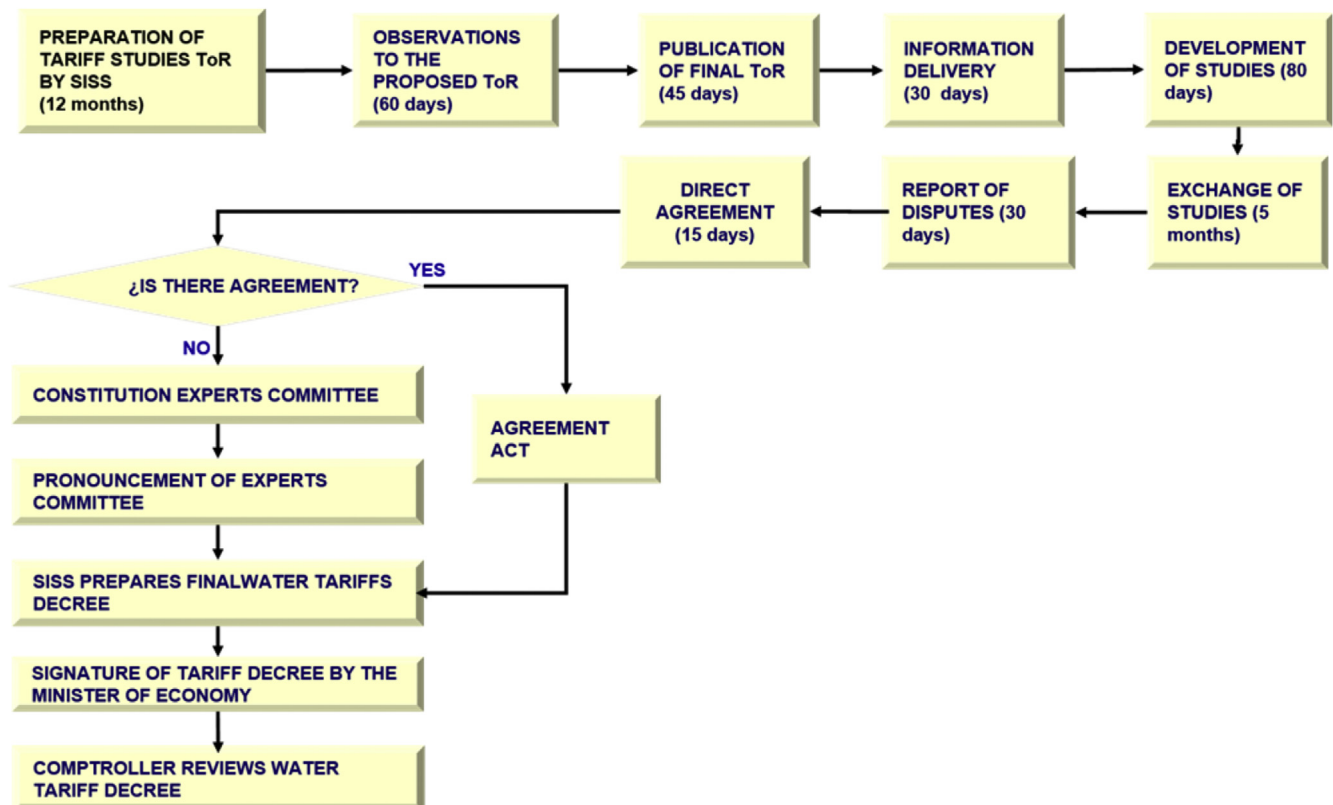 PREPARATION OF
TARIFF STUDIES ToR
BY SISS
(12 months)
OBSERVATIONS
TO THE
PROPOSED ToR
(60 days)
PUBLICATION
OF FINAL ToR
(45 days)
INFORMATION
DELIVERY
(30 days)
DEVELOPMENT
OF STUDIES (80
days)
EXCHANGE OF
STUDIES (5
months)
REPORT OF
DISPUTES (30
days)
DIRECT
AGREEMENT
(15 days)
¿IS THERE AGREEMENT?
YES
NO
CONSTITUTION EXPERTS COMMITTEE
AGREEMENT
ACT
PRONOUNCEMENT OF EXPERTS
COMMITTEE
SISS PREPARES FINALWATER TARIFFS
DECREE
SIGNATURE OF TARIFF DECREE BY THE
MINISTER OF ECONOMY
COMPTROLLER REVIEWS WATER
TARIFF DECREE